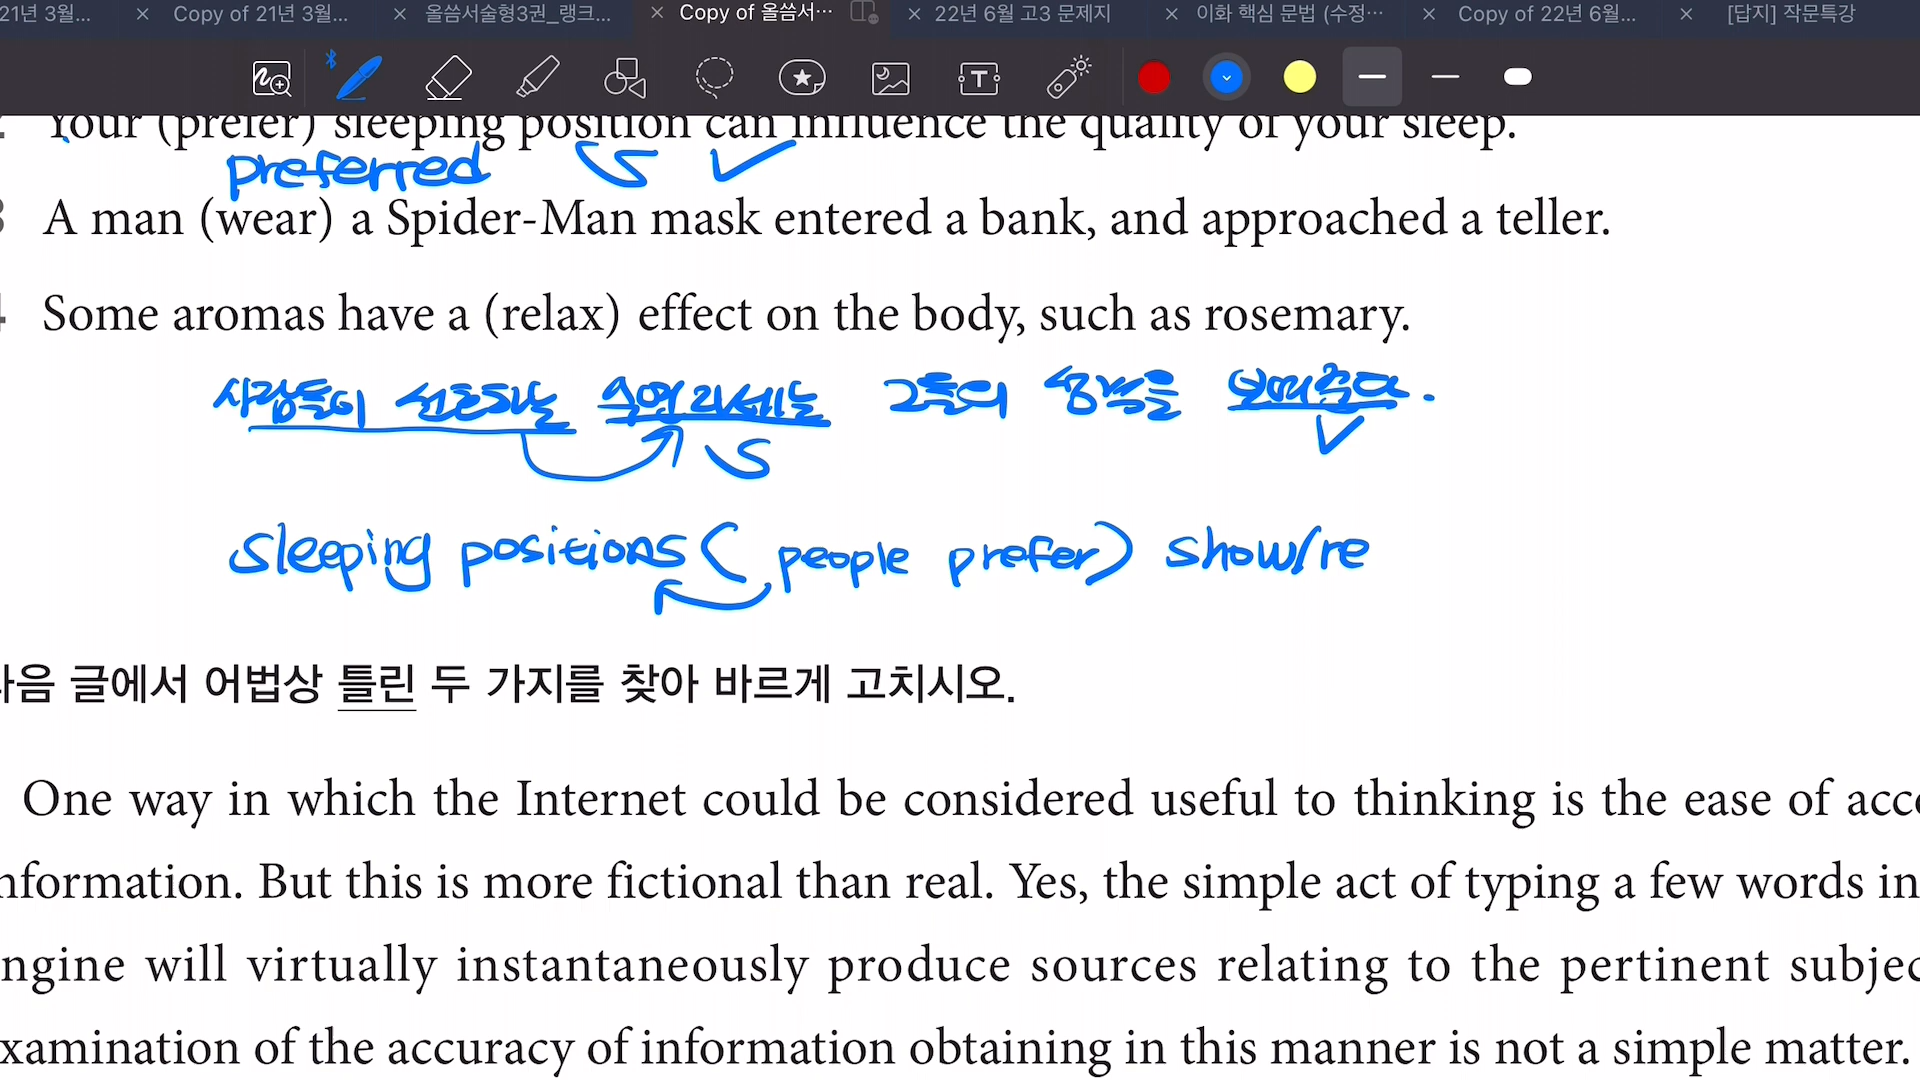 21년 3월... × Copy of 21년 3월... × 올씀서술형3권_랭크... × Copy of 올씀서... × 22년 6월 고3 문제지 × 이화 핵심 문법 (수정... × Copy of 22년 6월... × [답지] 작문특강
Your (prefer) sleeping position can influence the quality of your sleep.
preferred S V
3 A man (wear) a Spider-Man mask entered a bank, and approached a teller.
4 Some aromas have a (relax) effect on the body, such as rosemary.
사람들이 선호하는 수면자세는 그들의 성격을 보여준다.
S V
sleeping positions ( people prefer) show/re
다음 글에서 어법상 틀린 두 가지를 찾아 바르게 고치시오.
One way in which the Internet could be considered useful to thinking is the ease of acc
nformation. But this is more fictional than real. Yes, the simple act of typing a few words in
ngine will virtually instantaneously produce sources relating to the pertinent subjec
xamination of the accuracy of information obtaining in this manner is not a simple matter.